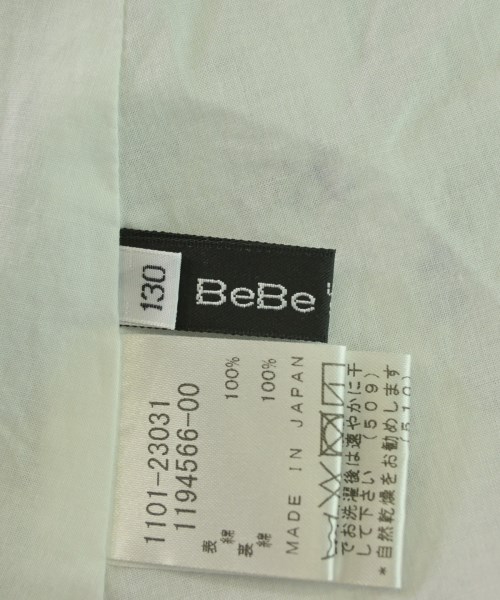 BeBe
130
1101-23031
1194566-00
表
綿 100%
裏
綿 100%
MADE IN JAPAN
でお洗濯後は速やかに干
して下さい (509)
*自然乾燥をお勧めします
(510)